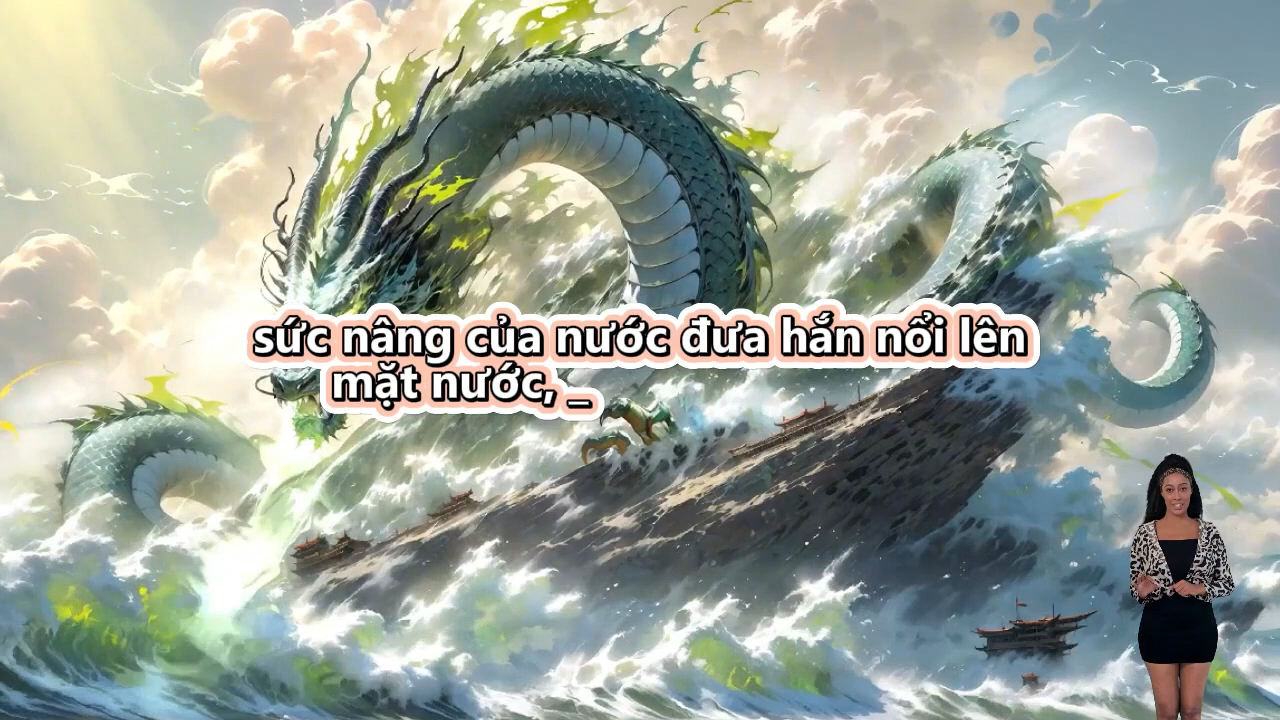 sức nâng của nước đưa hắn nổi lên
mặt nước, _